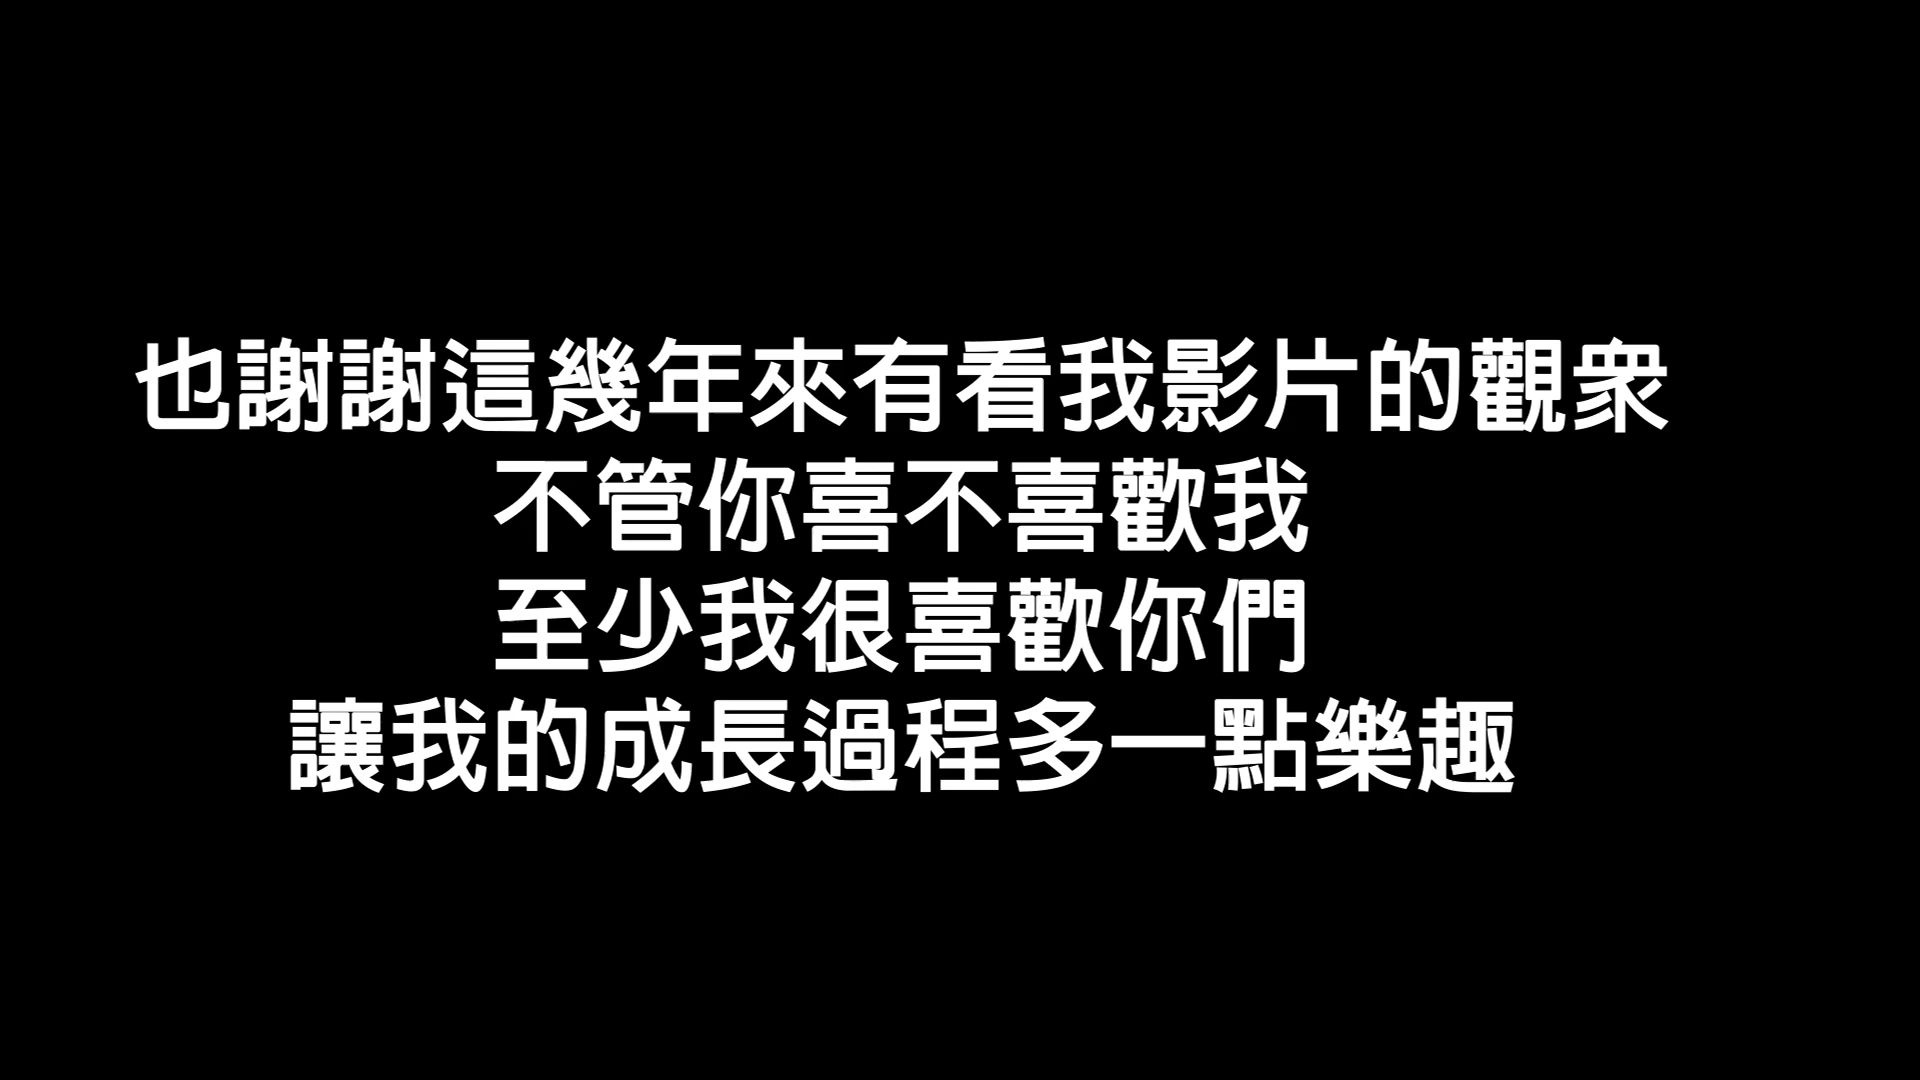 也謝謝這幾年來有看我影片的觀衆
不管你喜不喜歡我
至少我很喜歡你們
讓我的成長過程多一點樂趣